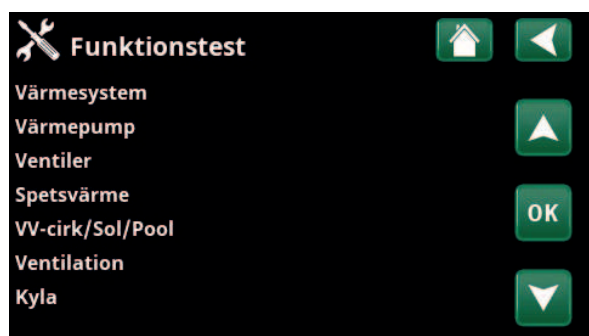 Funktionstest
Värmesystem
Värmepump
Ventiler
Spetsvärme
VV-cirk/Sol/Pool
OK
Ventilation
Kyla